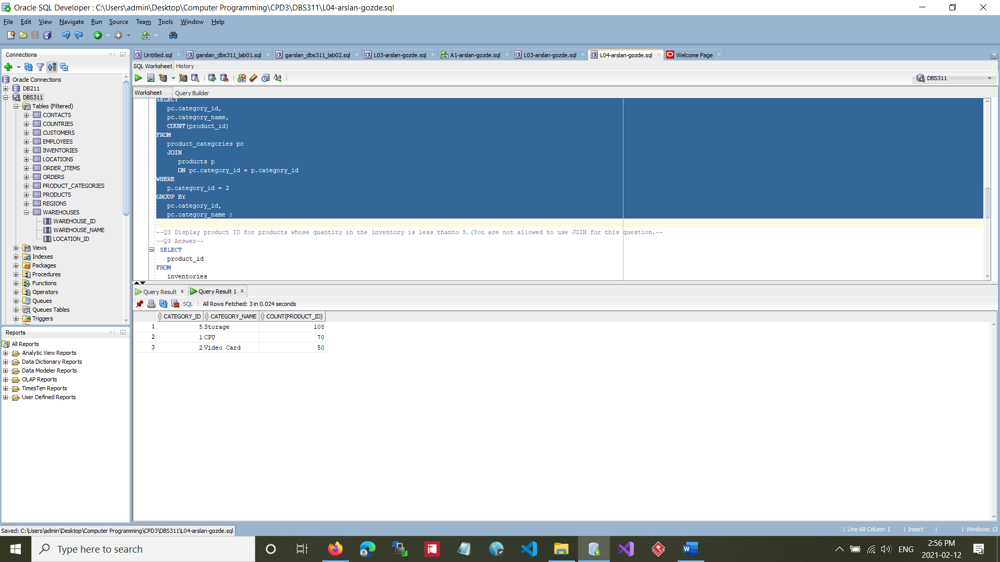 Oracle SQL Developer : C:\Users\admin\Desktop\Computer Programming\CPD3\DBS311\L04-arslan-gozde.sql
File Edit View Navigate Run Source Team Tools Window Help
Connections
Oracle Connections
DB211
DBS311
Tables (Filtered)
CONTACTS
COUNTRIES
CUSTOMERS
EMPLOYEES
INVENTORIES
LOCATIONS
ORDER_ITEMS
ORDERS
PRODUCT_CATEGORIES
PRODUCTS
REGIONS
WAREHOUSES
WAREHOUSE_ID
WAREHOUSE_NAME
LOCATION_ID
Views
Indexes
Packages
Procedures
Functions
Operators
Queues
Queues Tables
Triggers
Reports
All Reports
Analytic View Reports
Data Dictionary Reports
Data Modeler Reports
OLAP Reports
TimesTen Reports
User Defined Reports
Untitled.sql garslan_dbs311_lab01.sql garslan_dbs311_lab02.sql L03-arslan-gozde.sql A1-arslan-gozde.sql L03-arslan-gozde.sql L04-arslan-gozde.sql Welcome Page
SQL Worksheet History
DBS311
Worksheet Query Builder
SELECT
pc.category_id,
pc.category_name,
COUNT(product_id)
FROM
product_categories pc
JOIN
products p
ON pc.category_id = p.category_id
WHERE
p.category_id = 2
GROUP BY
pc.category_id,
pc.category_name ;
--Q3 Display product ID for products whose quantity in the inventory is less thanto 5.(You are not allowed to use JOIN for this question.--
--Q3 Answer--
SELECT
product_id
FROM
inventories
Query Result Query Result 1
SQL All Rows Fetched: 3 in 0.024 seconds
CATEGORY_ID CATEGORY_NAME COUNT(PRODUCT_ID)
1 5 Storage 108
2 1 CPU 70
3 2 Video Card 50
Saved: C:\Users\admin\Desktop\Computer Programming\CPD3\DBS311\L04-arslan-gozde.sql
Line 68 Column 1 Insert Windows:
Type here to search
ENG
2:56 PM
2021-02-12